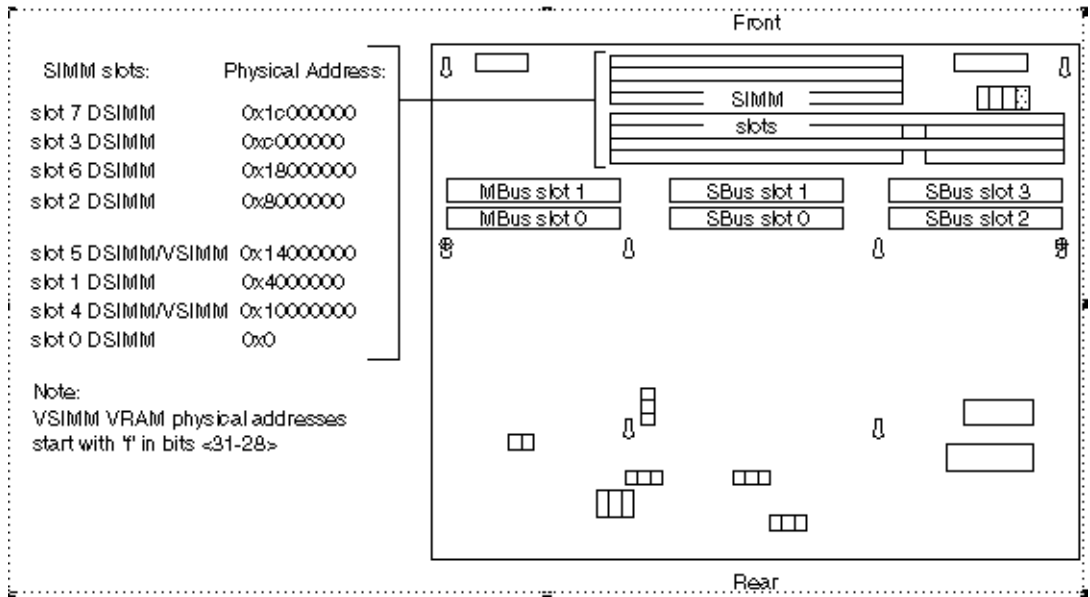 Front
SIMM slots: Physical Address:
slot 7 DSIMM 0x1c000000
slot 3 DSIMM 0xc000000
slot 6 DSIMM 0x18000000
slot 2 DSIMM 0x8000000
slot 5 DSIMM/VSIMM 0x14000000
slot 1 DSIMM 0x4000000
slot 4 DSIMM/VSIMM 0x10000000
slot 0 DSIMM 0x0
Note:
VSIMM VRAM physical addresses
start with 'f' in bits <31-28>
SIMM
slots
MBus slot 1 SBus slot 1 SBus slot 3
MBus slot 0 SBus slot 0 SBus slot 2
Rear